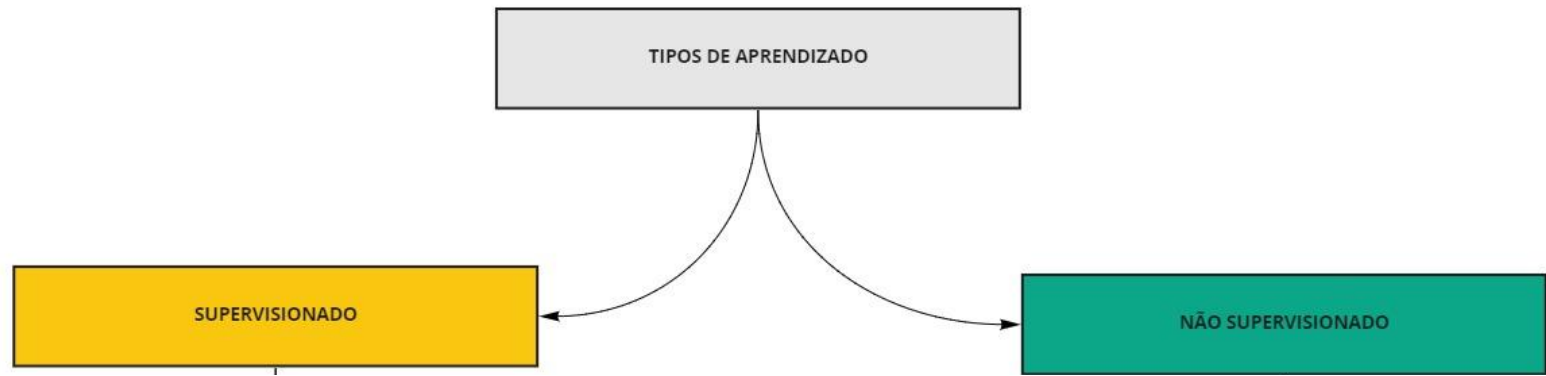 TIPOS DE APRENDIZADO
SUPERVISIONADO
NÃO SUPERVISIONADO